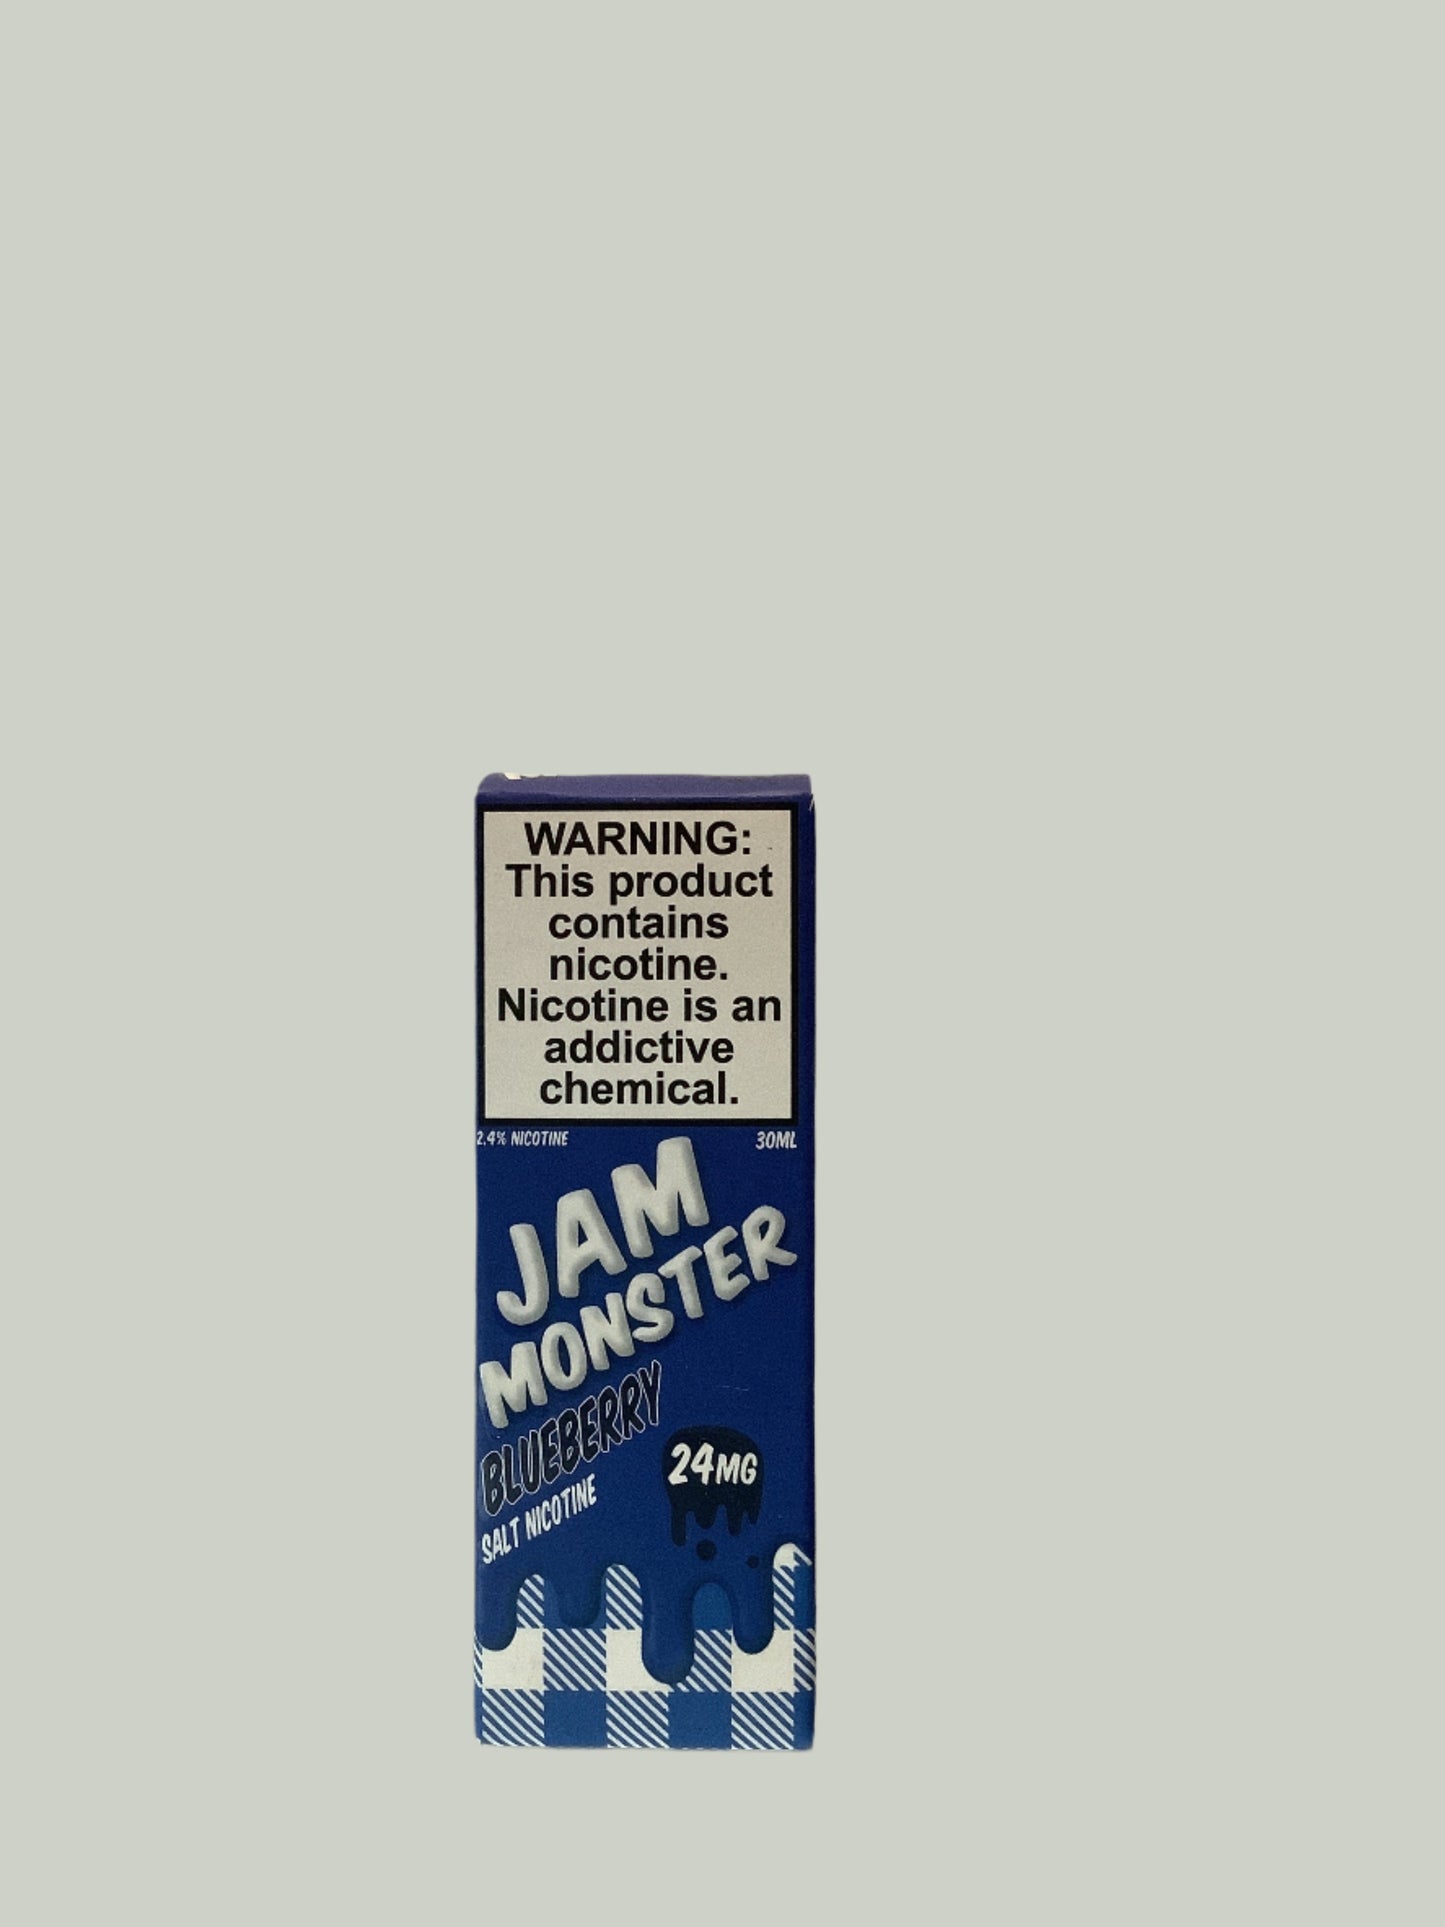 WARNING:
This product
contains
nicotine.
Nicotine is an
addictive
chemical.
2.4% NICOTINE 30ML
JAM
MONSTER
BLUEBERRY
SALT NICOTINE
24MG